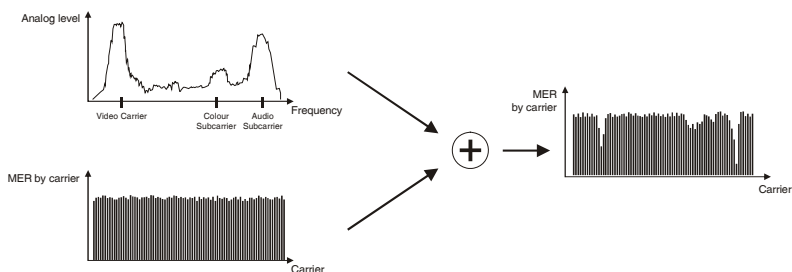 Analog level
Video Carrier
Colour
Subcarrier
Audio
Subcarrier
Frequency
MER by carrier
Carrier
MER
by carrier
Carrier